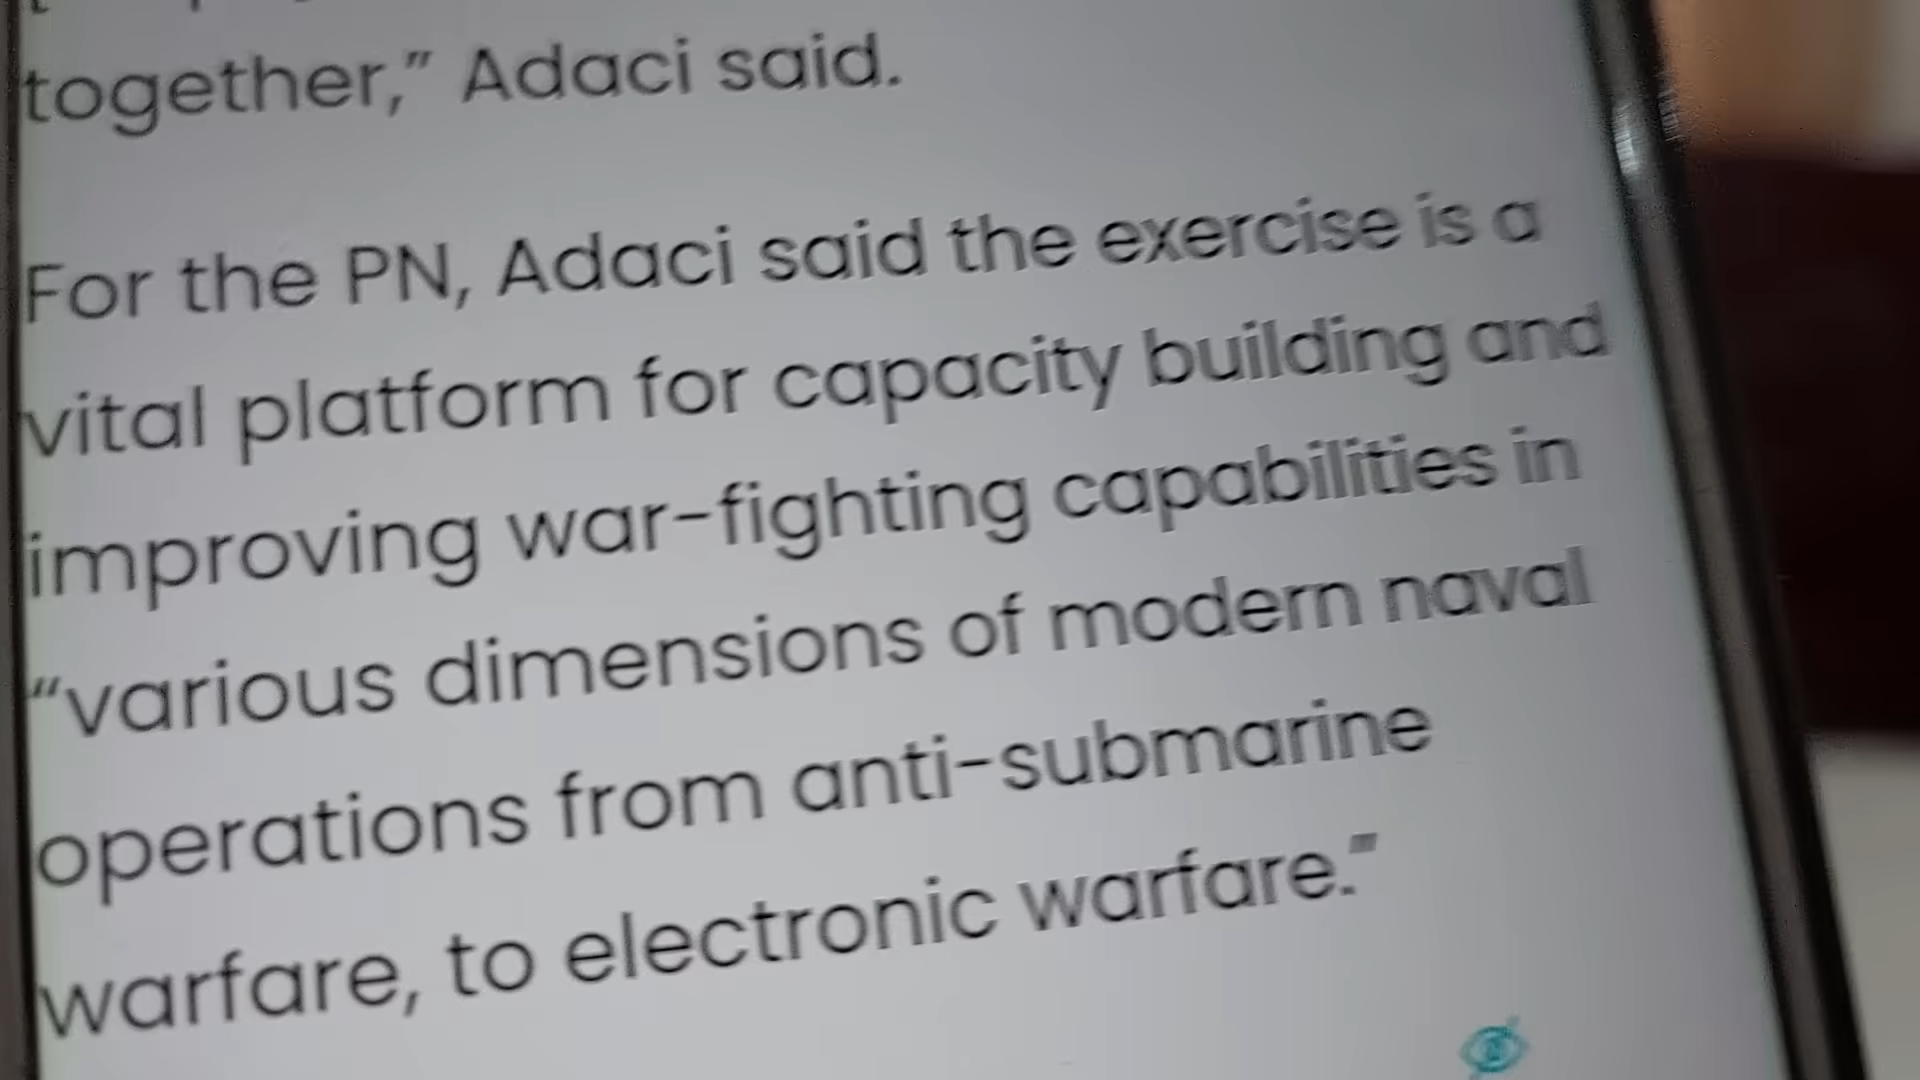 together,” Adaci said.
For the PN, Adaci said the exercise is a
vital platform for capacity building and
improving war-fighting capabilities in
“various dimensions of modern naval
operations from anti-submarine
warfare, to electronic warfare.”